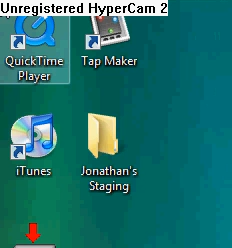 Unregistered HyperCam 2
QuickTime
Player
Tap Maker
iTunes
Jonathan's
Staging